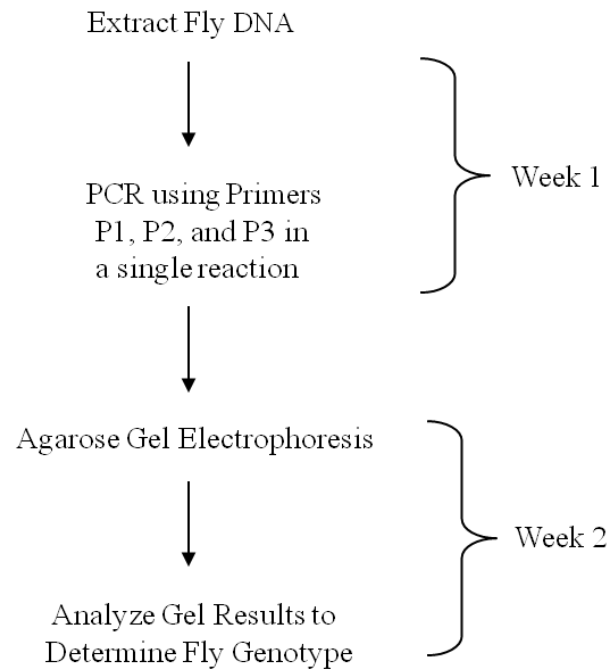 Extract Fly DNA
PCR using Primers
P1, P2, and P3 in
a single reaction
Week 1
Agarose Gel Electrophoresis
Week 2
Analyze Gel Results to
Determine Fly Genotype